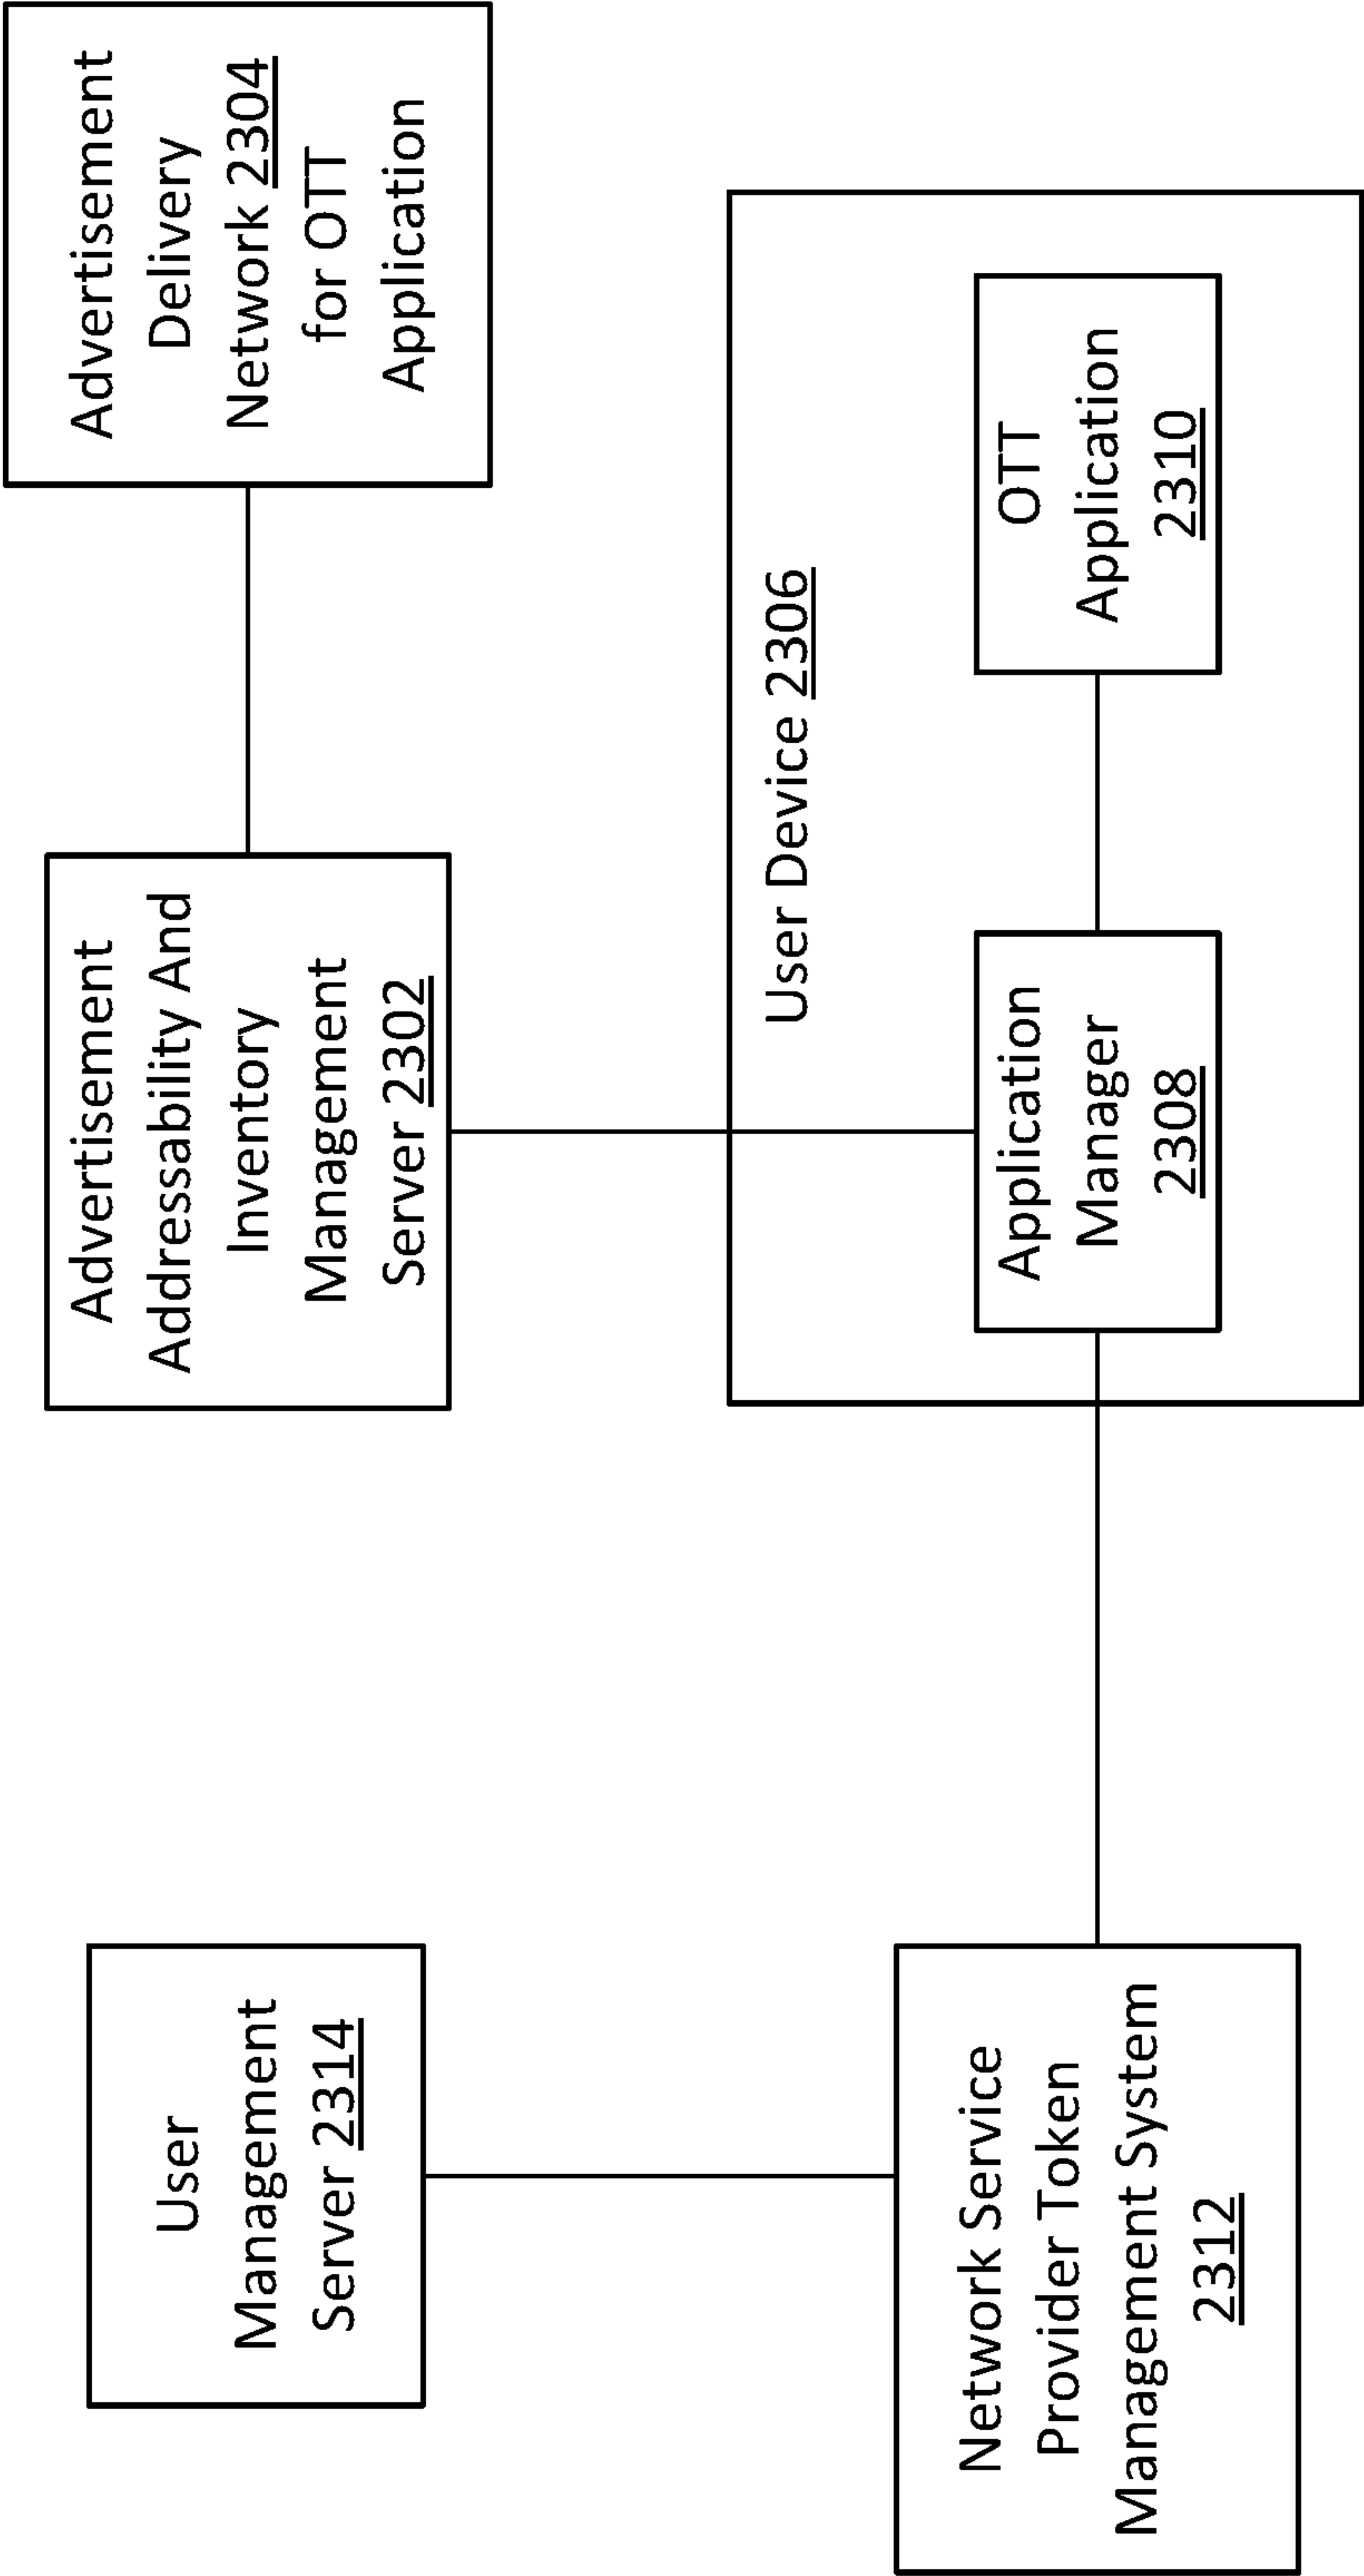 User
Management
Server 2314
Advertisement
Addressability And
Inventory
Management
Server 2302
Advertisement
Delivery
Network 2304
for OTT
Application
User Device 2306
Network Service
Provider Token
Management System
2312
Application
Manager
2308
OTT
Application
2310